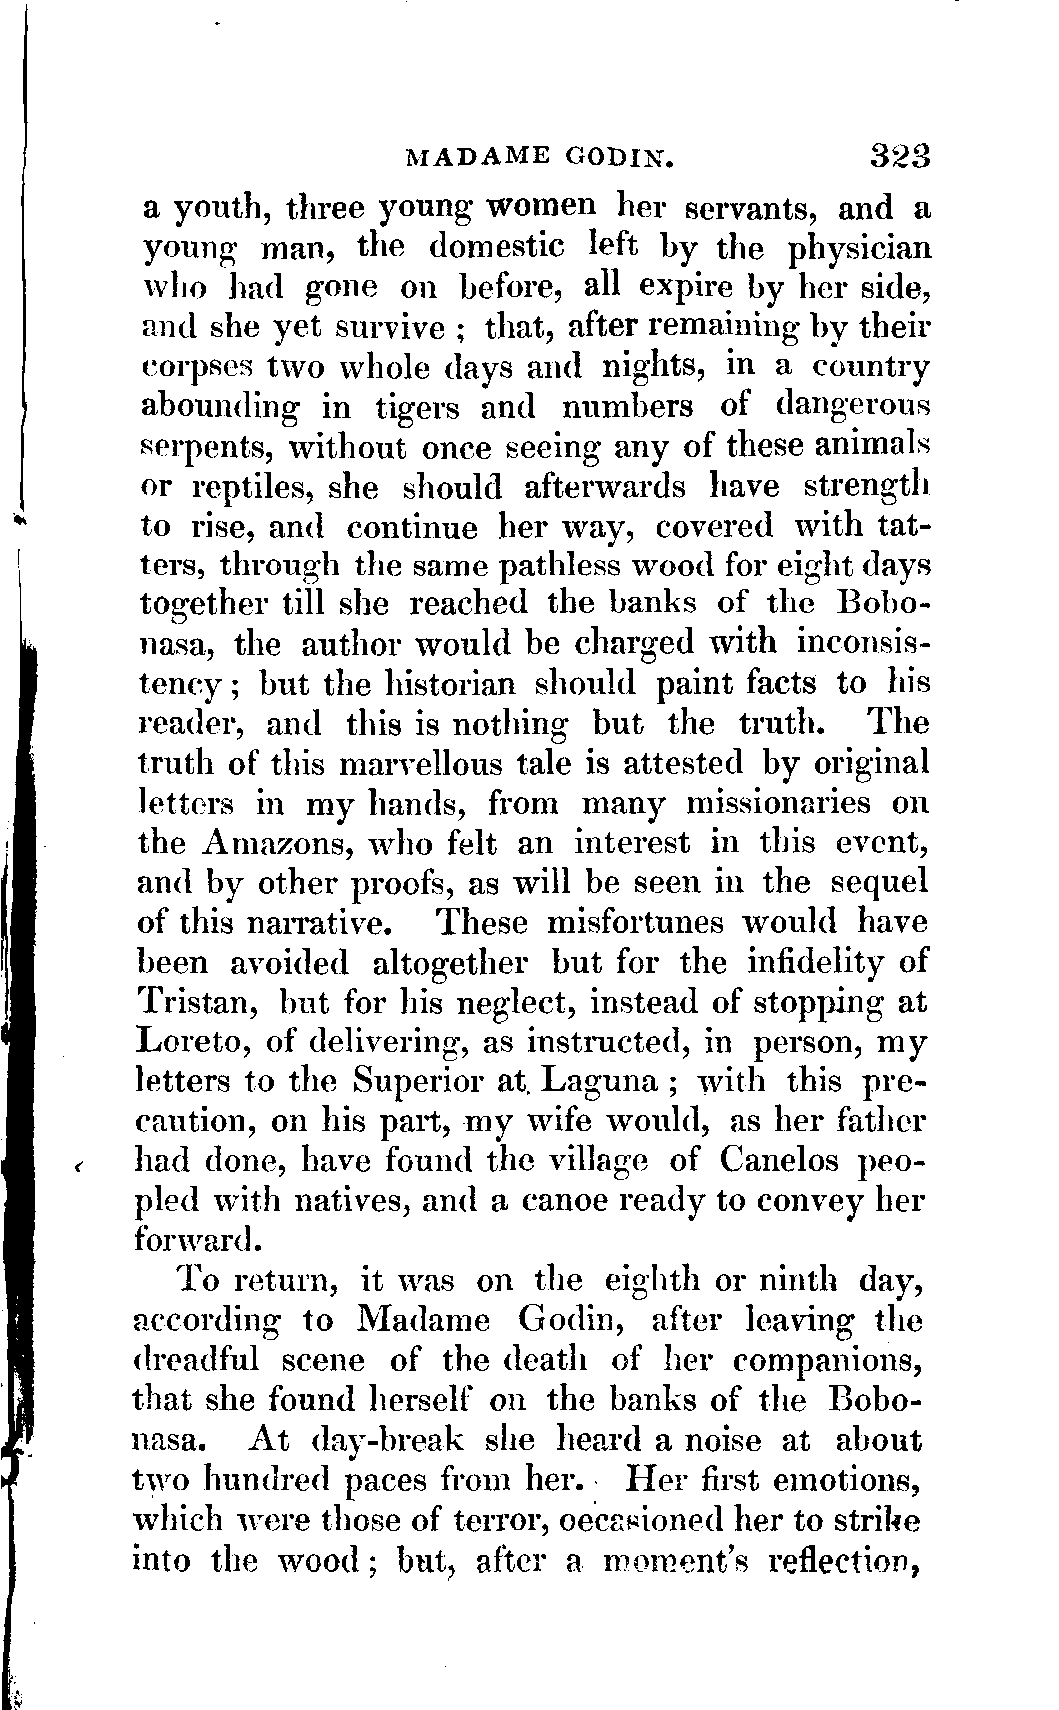 MADAME GODIN. 323
a youth, three young women her servants, and a
young man, the domestic left by the physician
who had gone on before, all expire by her side,
and she yet survive ; that, after remaining by their
corpses two whole days and nights, in a country
abounding in tigers and numbers of dangerous
serpents, without once seeing any of these animals
or reptiles, she should afterwards have strength
to rise, and continue her way, covered with tat-
ters, through the same pathless wood for eight days
together till she reached the banks of the Bobo-
nasa, the author would be charged with inconsis-
tency ; but the historian should paint facts to his
reader, and this is nothing but the truth. The
truth of this marvellous tale is attested by original
letters in my hands, from many missionaries on
the Amazons, who felt an interest in this event,
and by other proofs, as will be seen in the sequel
of this narrative. These misfortunes would have
been avoided altogether but for the infidelity of
Tristan, but for his neglect, instead of stopping at
Loreto, of delivering, as instructed, in person, my
letters to the Superior at Laguna ; with this pre-
caution, on his part, my wife would, as her father
had done, have found the village of Canelos peo-
pled with natives, and a canoe ready to convey her
forward.
To return, it was on the eighth or ninth day,
according to Madame Godin, after leaving the
dreadful scene of the death of her companions,
that she found herself on the banks of the Bobo-
nasa. At day-break she heard a noise at about
two hundred paces from her. Her first emotions,
which were those of terror, occasioned her to strike
into the wood ; but, after a moment's reflection,